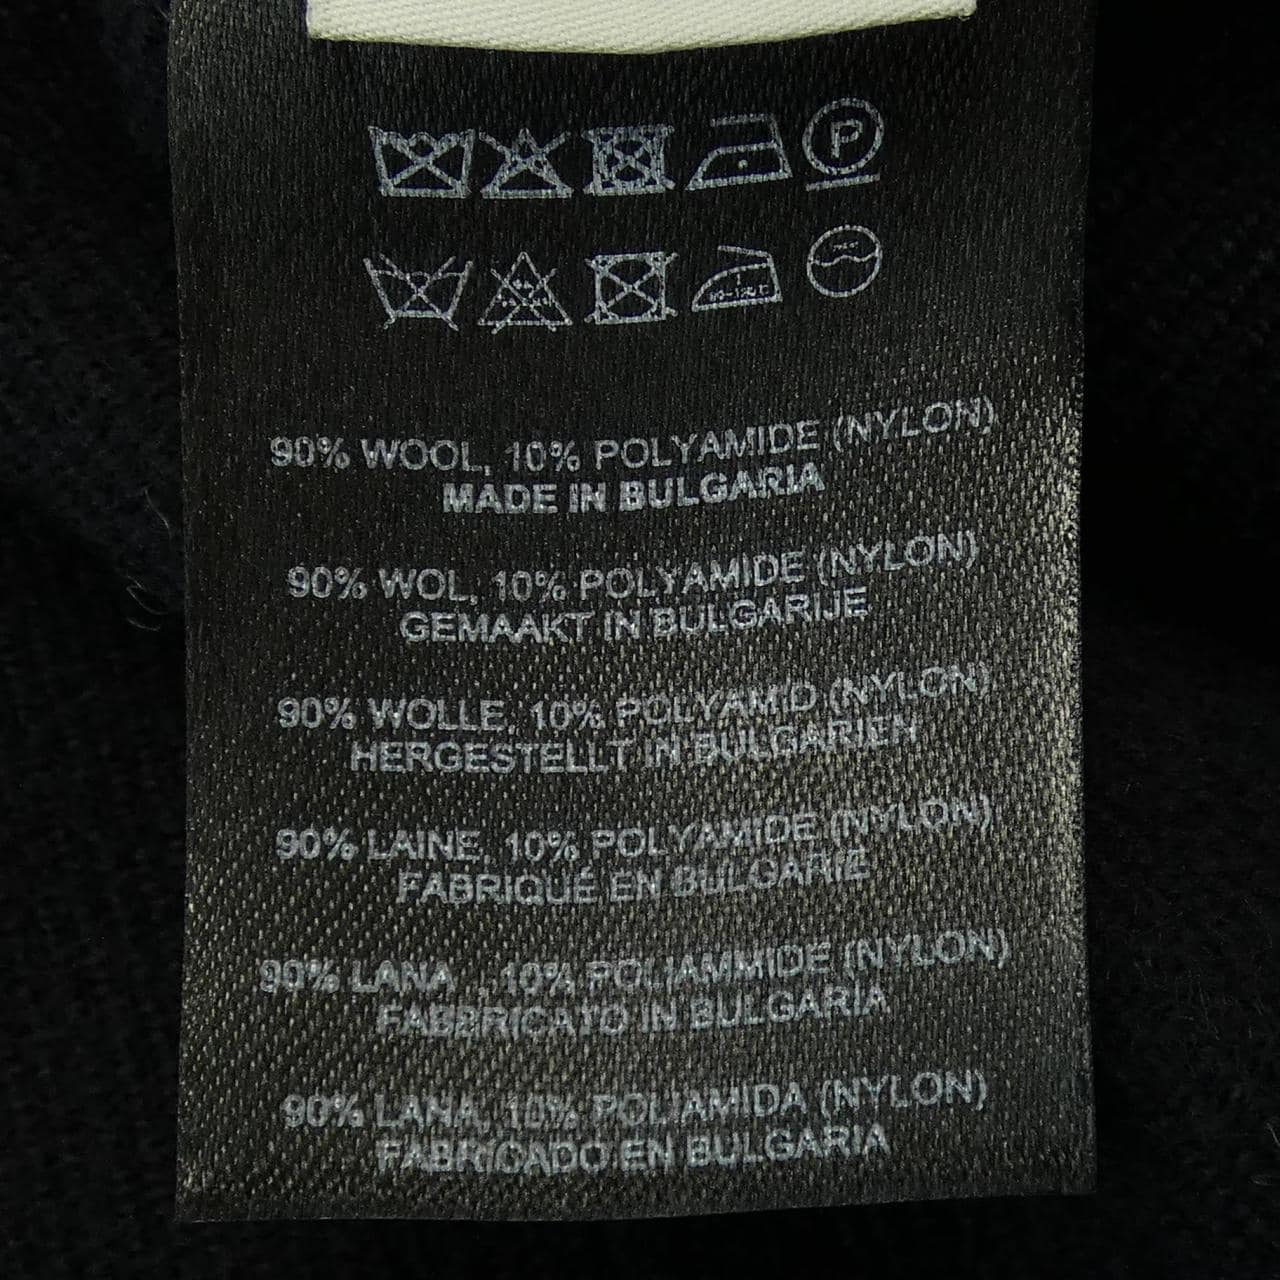 P
90% WOOL, 10% POLYAMIDE (NYLON)
MADE IN BULGARIA
90% WOL, 10% POLYAMIDE (NYLON)
GEMAAKT IN BULGARIJE
90% WOLLE, 10% POLYAMID (NYLON)
HERGESTELLT IN BULGARIEN
90% LAINE, 10% POLYAMIDE (NYLON)
FABRIQUÉ EN BULGARIE
90% LANA , 10% POLIAMMIDE (NYLON)
FABBRICATO IN BULGARIA
90% LANA, 10% POLIAMIDA (NYLON)
FABRICADO EN BULGARIA